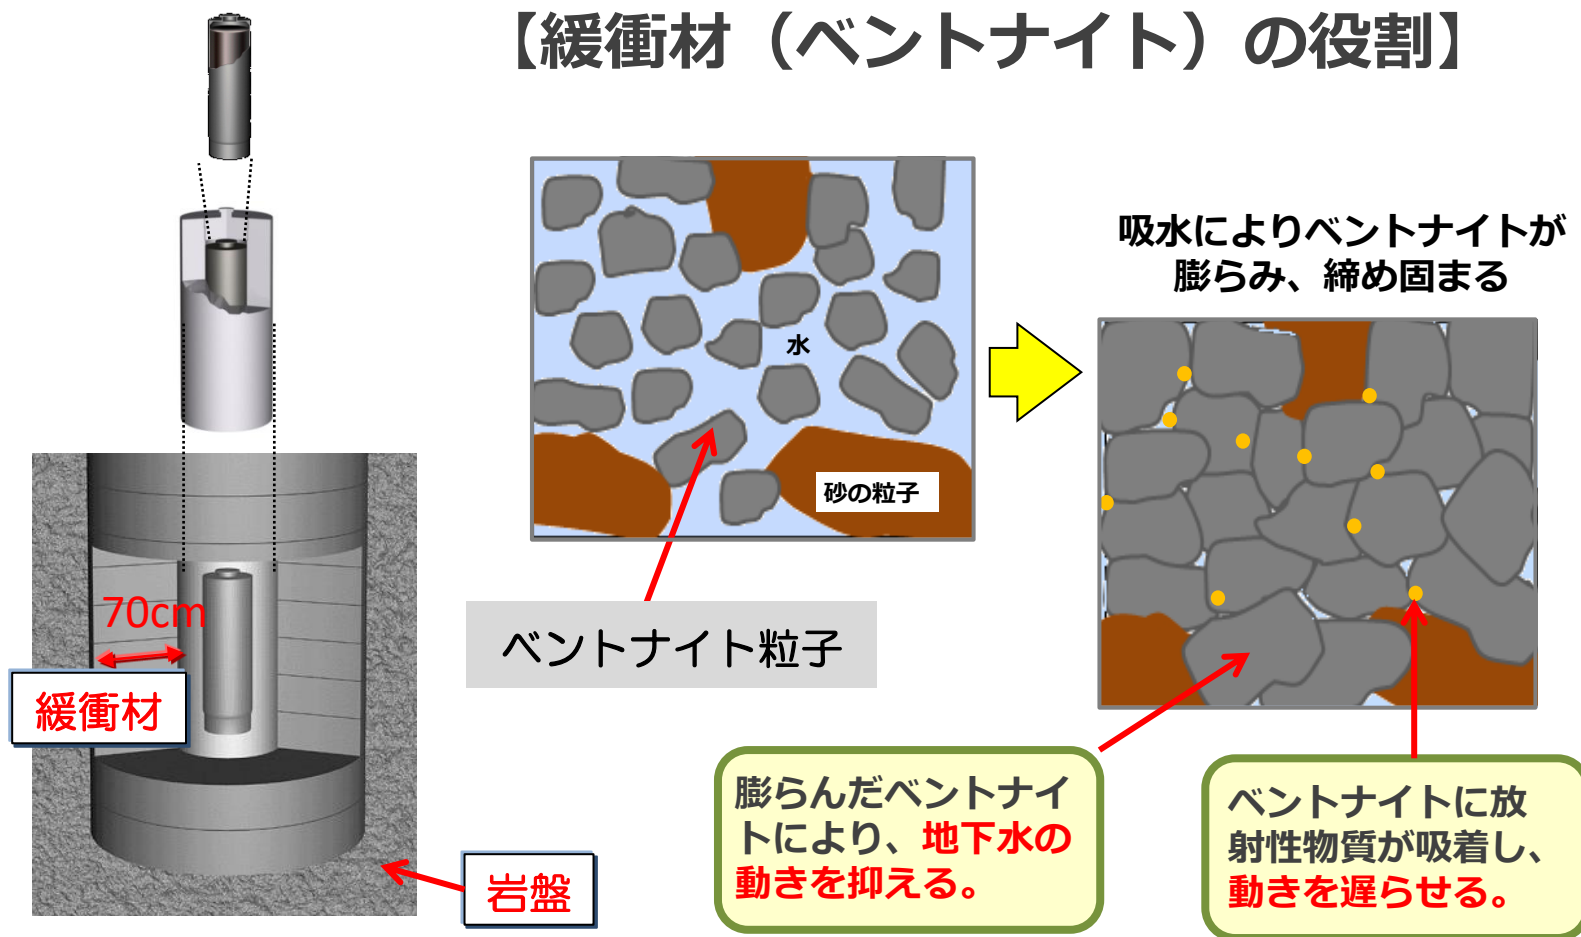 【緩衝材（ベントナイト）の役割】
吸水によりベントナイトが
膨らみ、締め固まる
水
砂の粒子
ベントナイト粒子
70cm
緩衝材
岩盤
膨らんだベントナイ
トにより、地下水の
動きを抑える。
ベントナイトに放
射性物質が吸着し、
動きを遅らせる。